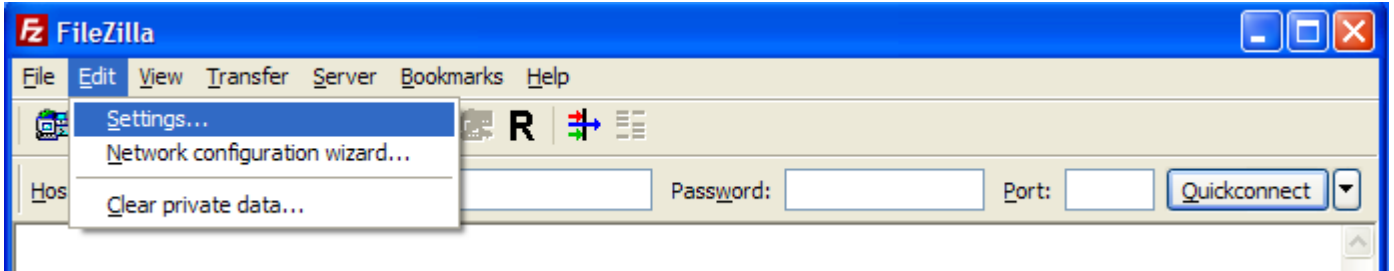 Fz FileZilla
File Edit View Transfer Server Bookmarks Help
Settings...
R
Network configuration wizard...
Hos Password: Port: Quickconnect
Clear private data...